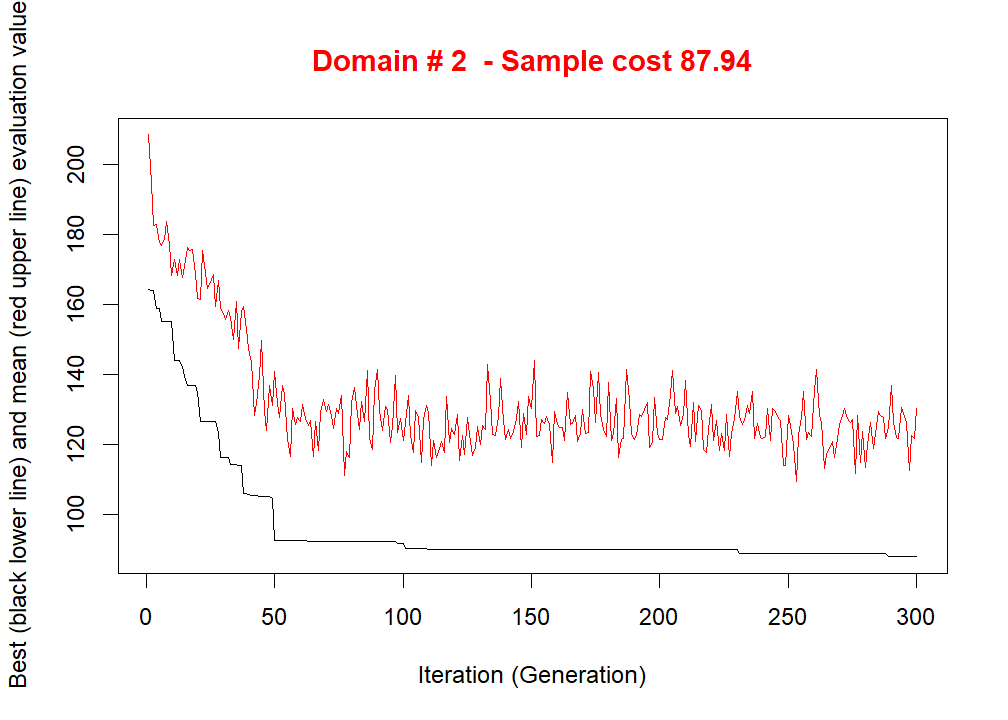 Domain # 2  - Sample cost 87.94
Best (black lower line) and mean (red upper line) evaluation value
200
180
160
140
120
100
0 50 100 150 200 250 300
Iteration (Generation)